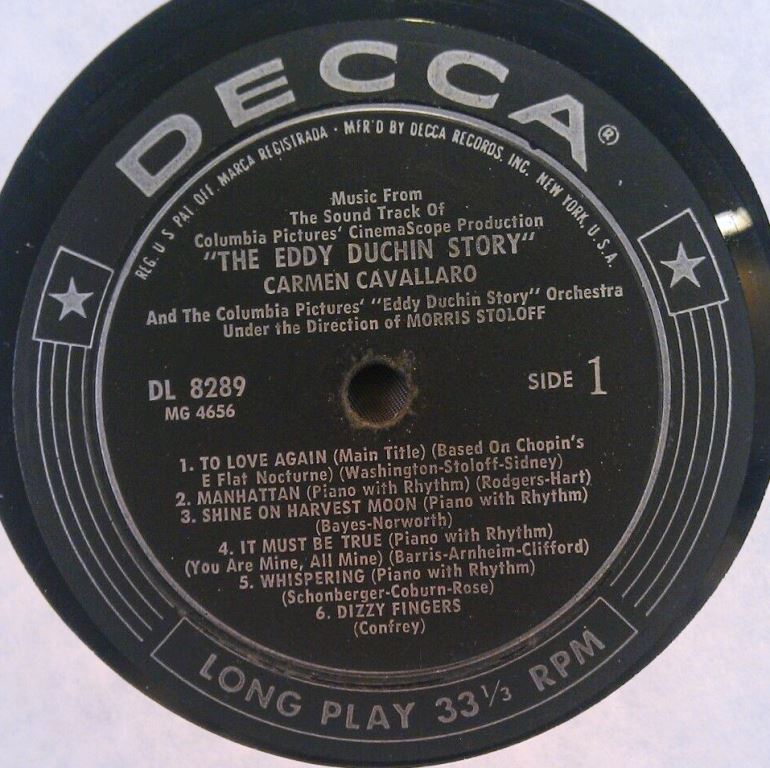 DECCA®
REG. U S PAT OFF. MARCA REGISTRADA · MFR'D BY DECCA RECORDS, INC. NEW YORK, U.S.A.
Music From
The Sound Track Of
Columbia Pictures' CinemaScope Production
"THE EDDY DUCHIN STORY"
CARMEN CAVALLARO
And The Columbia Pictures' "Eddy Duchin Story" Orchestra
Under the Direction of MORRIS STOLOFF
DL 8289
MG 4656
SIDE 1
1. TO LOVE AGAIN (Main Title) (Based On Chopin's
E Flat Nocturne) (Washington-Stoloff-Sidney)
2. MANHATTAN (Piano with Rhythm) (Rodgers-Hart)
3. SHINE ON HARVEST MOON (Piano with Rhythm)
(Bayes-Norworth)
4. IT MUST BE TRUE (Piano with Rhythm)
(You Are Mine, All Mine) (Barris-Arnheim-Clifford)
5. WHISPERING (Piano with Rhythm)
(Schonberger-Coburn-Rose)
6. DIZZY FINGERS
(Confrey)
LONG PLAY 33⅓ RPM